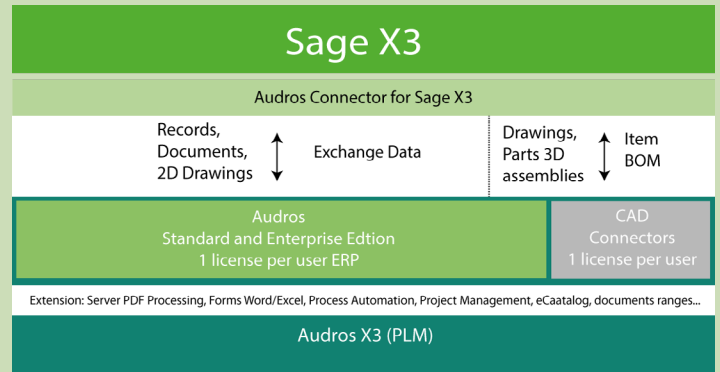 Sage X3
Audros Connector for Sage X3
Records,
Documents,
2D Drawings
Exchange Data
Drawings,
Parts 3D
assemblies
Item
BOM
Audros
Standard and Enterprise Edtion
1 license per user ERP
CAD
Connectors
1 license per user
Extension: Server PDF Processing, Forms Word/Excel, Process Automation, Project Management, eCaatalog, documents ranges...
Audros X3 (PLM)